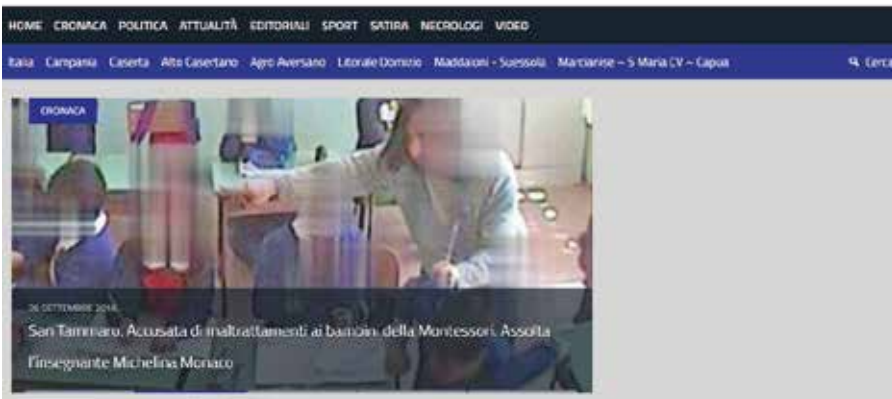 HOME CRONACA POLITICA ATTUALITÀ EDITORIALI SPORT SATIRA NECROLOGI VIDEO
Italia Campania Caserta Alto Casertano Agro Aversano Litorale Domizio Maddaloni - Suessola Marcianise – S Maria CV – Capua Cerca
CRONACA
26 SETTEMBRE
San Tammaro. Accusata di maltrattamenti ai bambini della Montessori. Assolta
l'insegnante Michelina Monaco